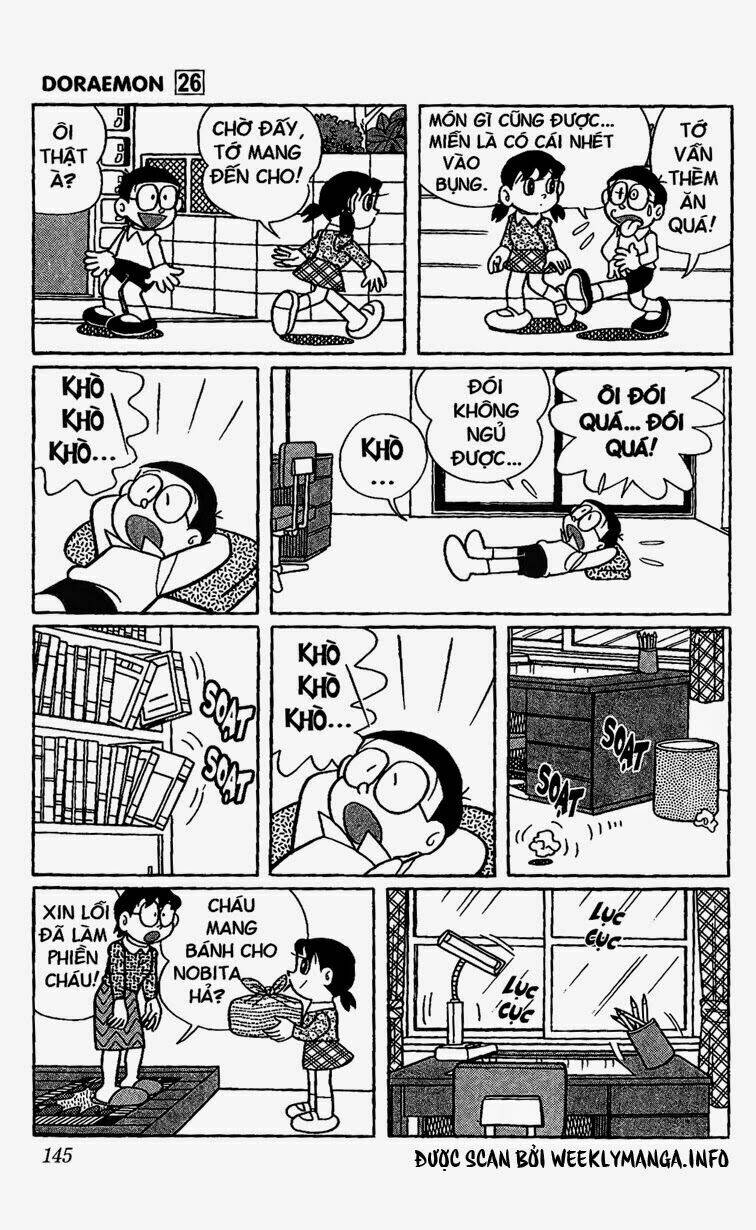 DORAEMON 26
TỚ
VẪN
THÈM
ĂN
QUÁ!
MÓN GÌ CŨNG ĐƯỢC...
MIỄN LÀ CÓ CÁI NHÉT
VÀO
BỤNG.
CHỜ ĐẤY,
TỚ MANG
ĐẾN CHO!
ÔI
THẬT
À?
ÔI ĐÓI
QUÁ... ĐÓI
QUÁ!
ĐÓI
KHÔNG
NGỦ
ĐƯỢC...
KHÒ
...
KHÒ
KHÒ
KHÒ...
SOẠT
SOẠT
KHÒ
KHÒ
KHÒ...
SOẠT
SOẠT
LỤC
CỤC
LỤC
CỤC
CHÁU
MANG
BÁNH CHO
NOBITA
HẢ?
XIN LỖI
ĐÃ LÀM
PHIỀN
CHÁU!
145
ĐƯỢC SCAN BỞI WEEKLYMANGA.INFO